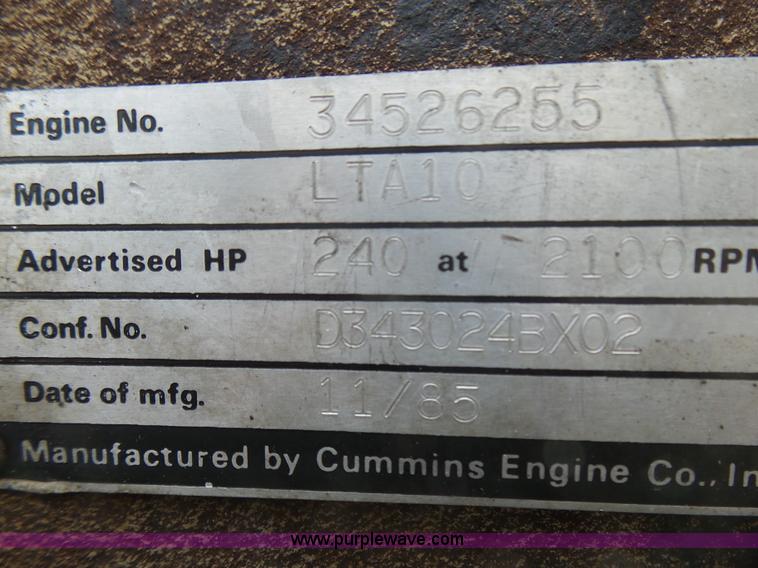 Engine No. 34526255
Model LTA10
Advertised HP 240 at 2100 RPM
Conf. No. D343024BX02
Date of mfg. 11/85
Manufactured by Cummins Engine Co., In
www.purplewave.com